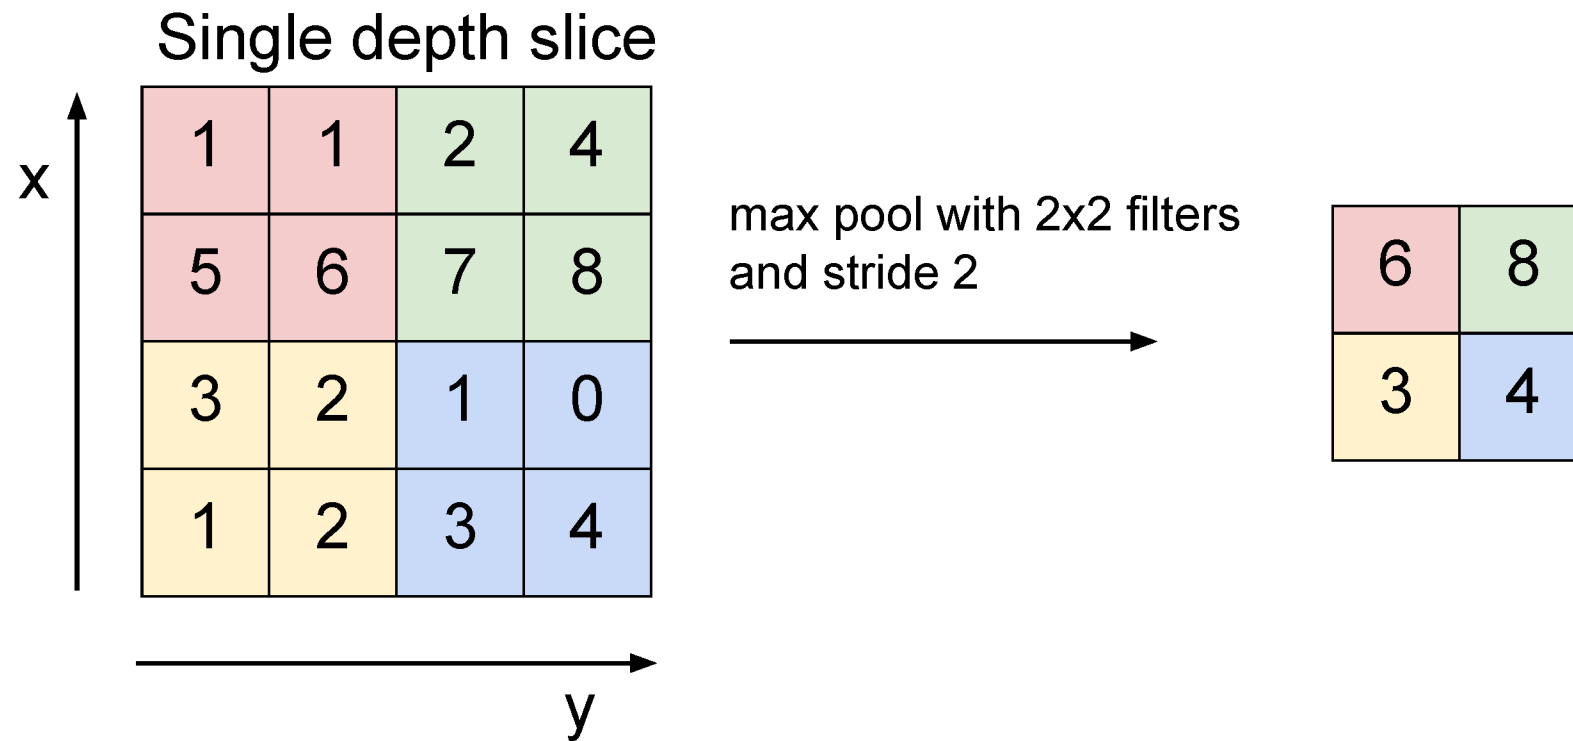 Single depth slice
x
1 1 2 4
5 6 7 8
3 2 1 0
1 2 3 4
y
max pool with 2x2 filters
and stride 2
6 8
3 4